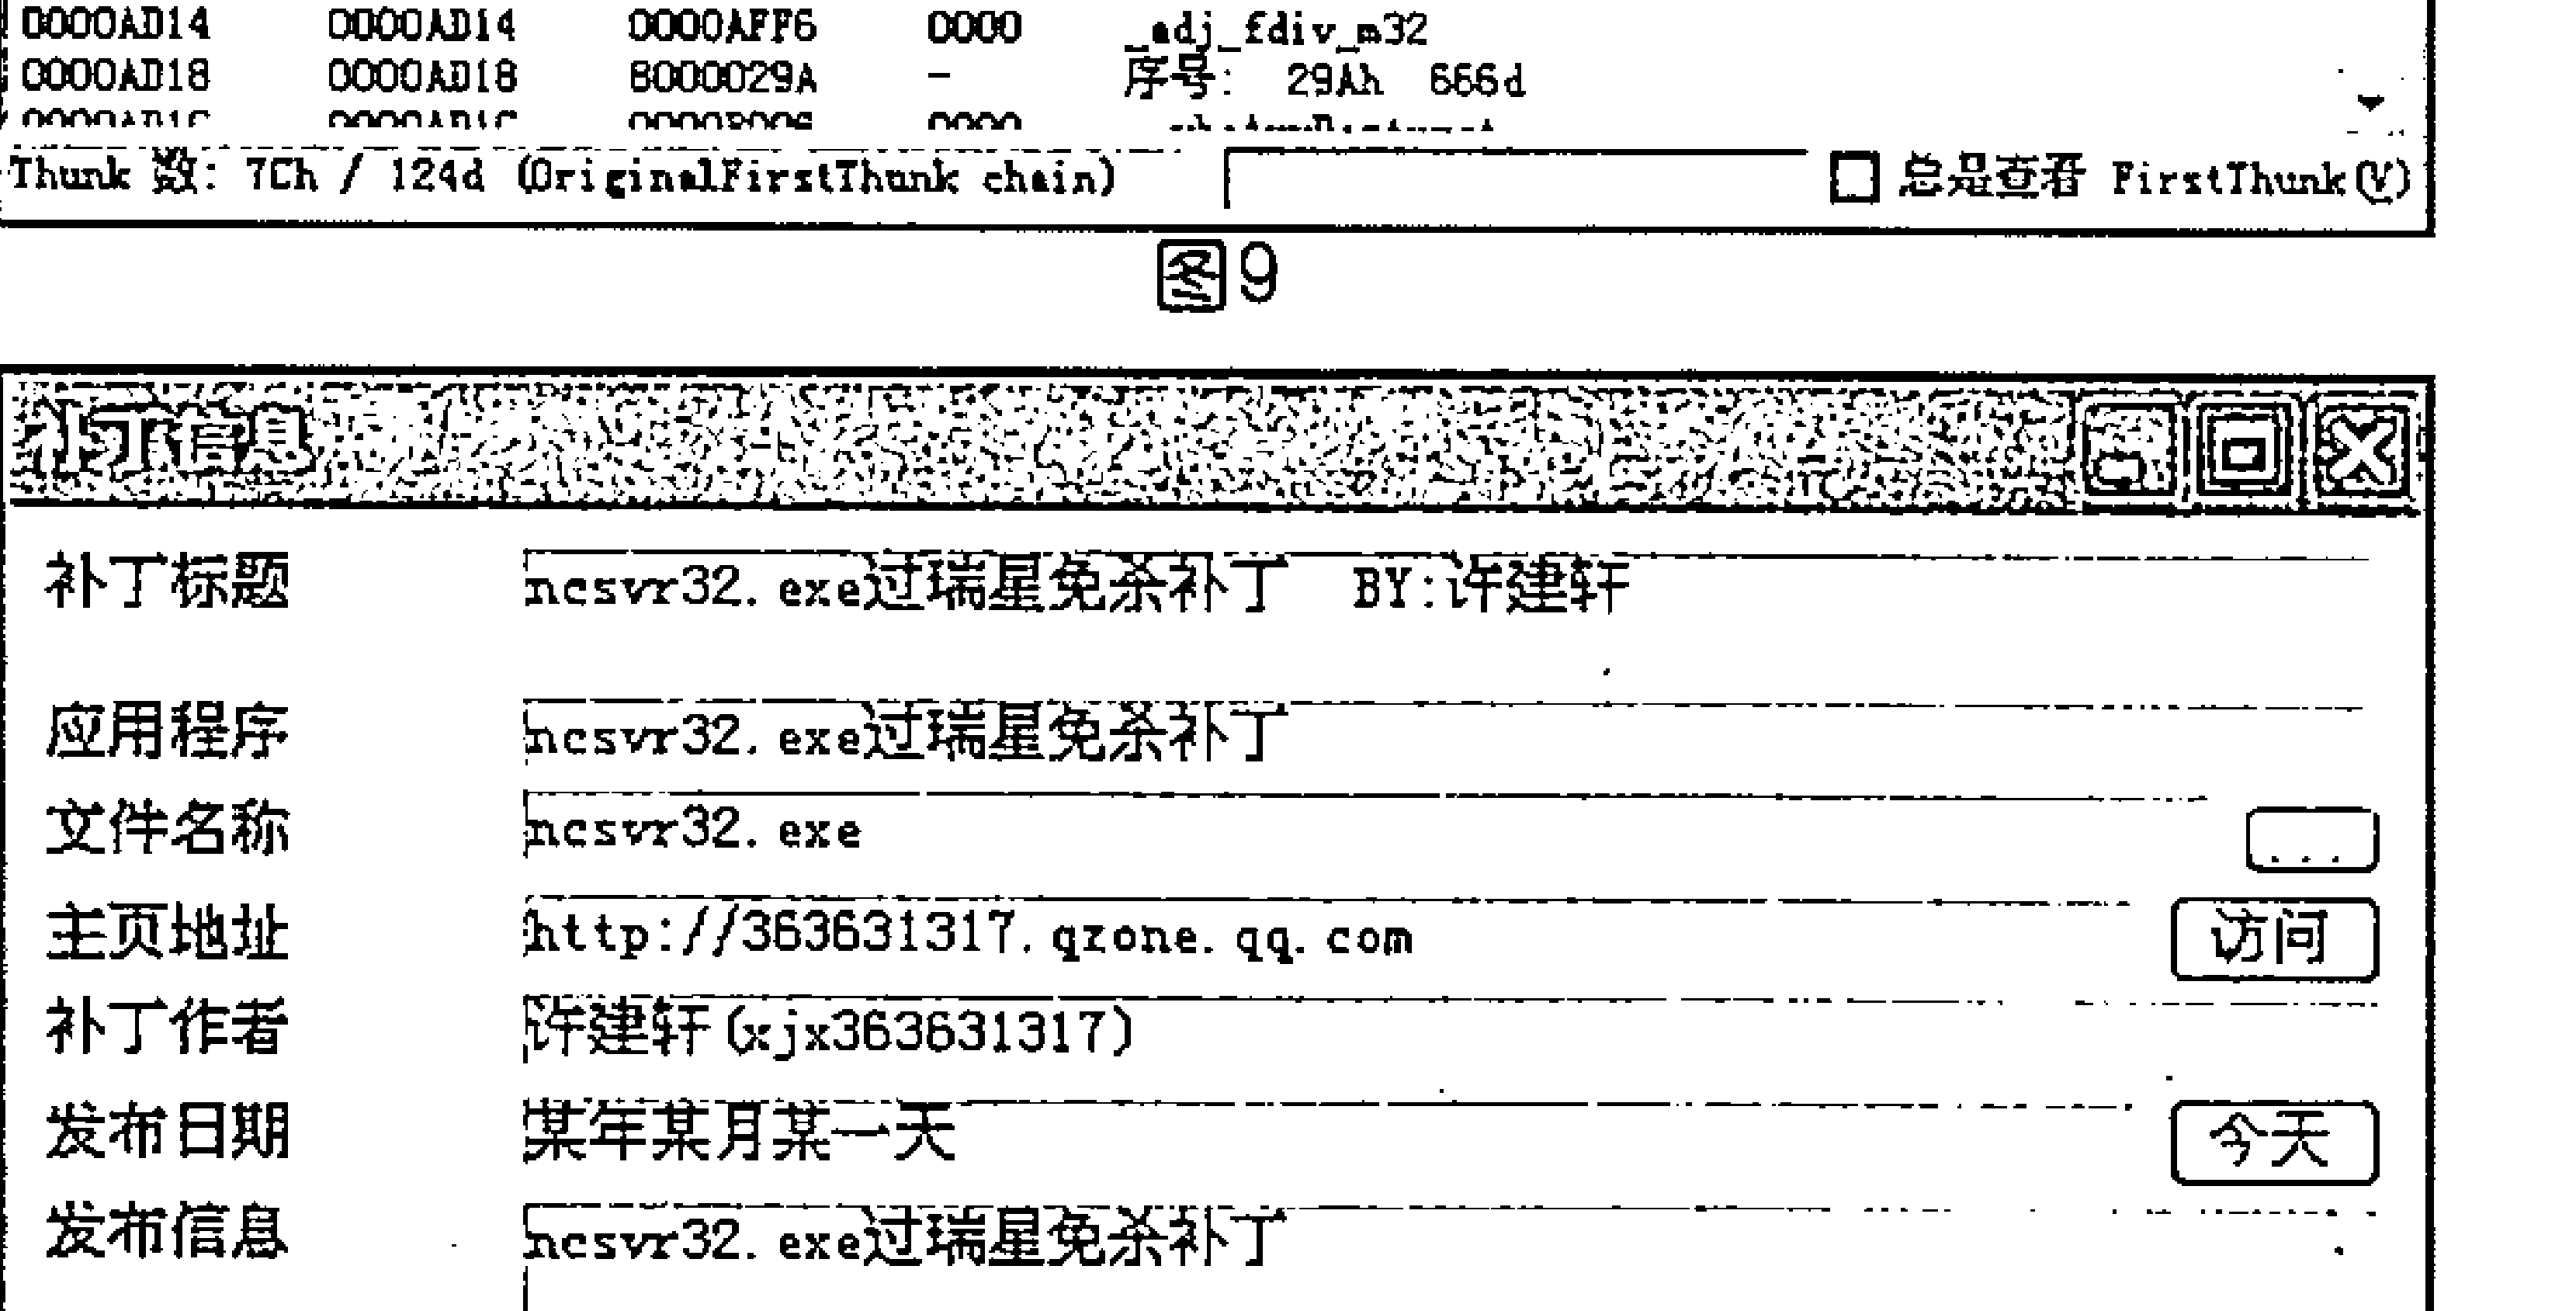 0000AD14 0000AD14 0000AFF6 0000 _adj_fdiv_m32
0000AD18 0000AD18 8000029A - 序号: 29Ah 666d
Thunk 数: 7Ch / 124d (OriginalFirstThunk chain) 总是查看 FirstThunk(V)
图9
补丁信息
补丁标题 ncsvr32.exe过瑞星免杀补丁 BY:许建轩
应用程序 ncsvr32.exe过瑞星免杀补丁
文件名称 ncsvr32.exe ...
主页地址 http://363631317.qzone.qq.com 访问
补丁作者 许建轩(xjx363631317)
发布日期 某年某月某一天 今天
发布信息 ncsvr32.exe过瑞星免杀补丁